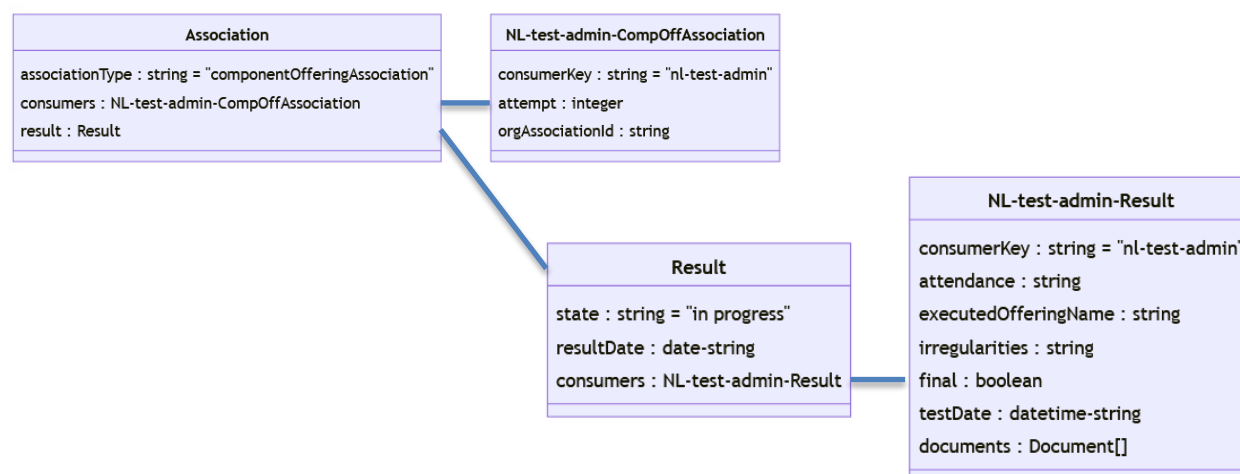 Association
associationType : string = "componentOfferingAssociation"
consumers : NL-test-admin-CompOffAssociation
result : Result
NL-test-admin-CompOffAssociation
consumerKey : string = "nl-test-admin"
attempt : integer
orgAssociationId : string
Result
state : string = "in progress"
resultDate : date-string
consumers : NL-test-admin-Result
NL-test-admin-Result
consumerKey : string = "nl-test-admin"
attendance : string
executedOfferingName : string
irregularities : string
final : boolean
testDate : datetime-string
documents : Document[]